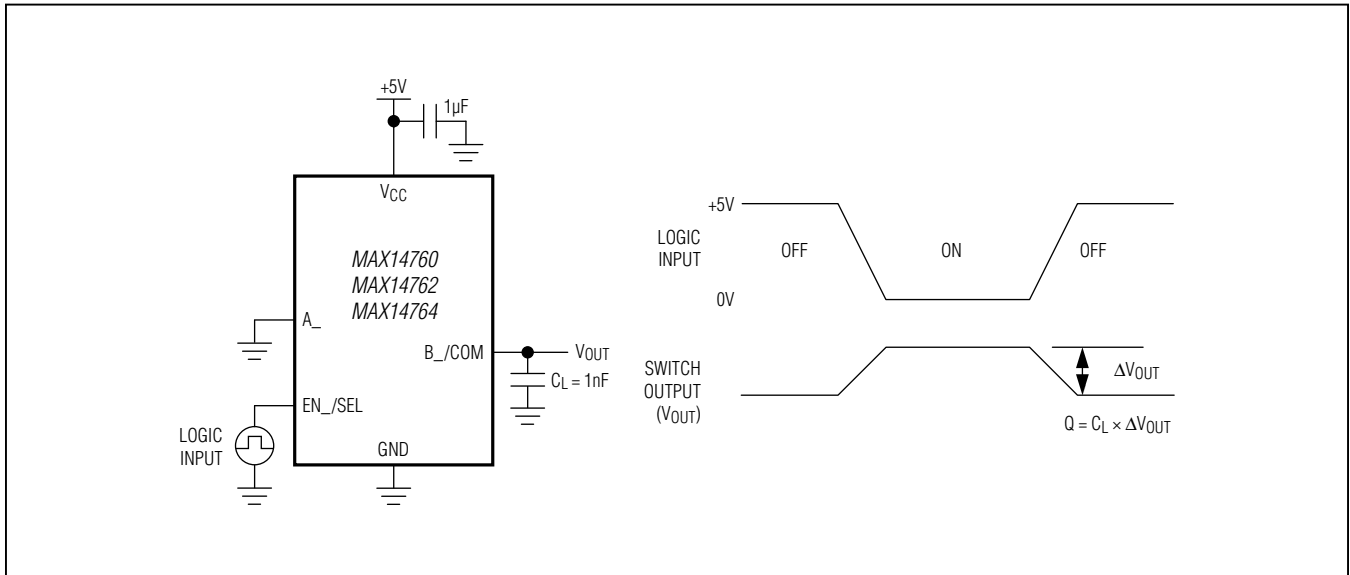 +5V
1µF
VCC
MAX14760
MAX14762
MAX14764
A_
B_/COM
VOUT
CL = 1nF
EN_/SEL
LOGIC
INPUT
GND
+5V
LOGIC
INPUT
OFF
ON
OFF
0V
SWITCH
OUTPUT
(VOUT)
ΔVOUT
Q = CL × ΔVOUT